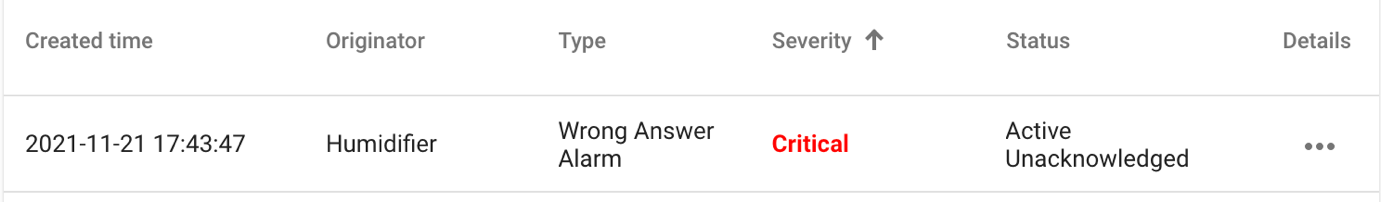 Created time Originator Type Severity Status Details
2021-11-21 17:43:47 Humidifier Wrong Answer Critical Active
Alarm Unacknowledged